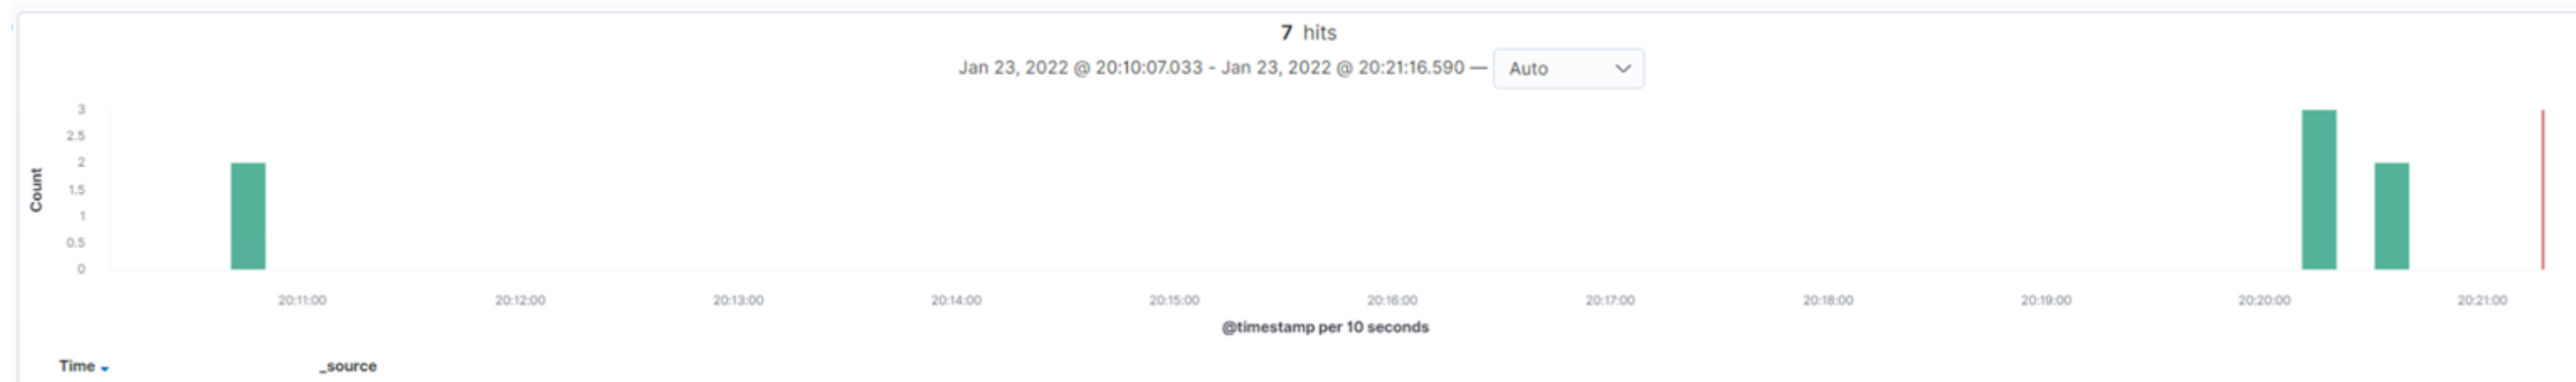 7 hits
Jan 23, 2022 @ 20:10:07.033 - Jan 23, 2022 @ 20:21:16.590 — Auto
3
2.5
2
1.5
1
0.5
0
Count
20:11:00 20:12:00 20:13:00 20:14:00 20:15:00 20:16:00 20:17:00 20:18:00 20:19:00 20:20:00 20:21:00
@timestamp per 10 seconds
Time _source